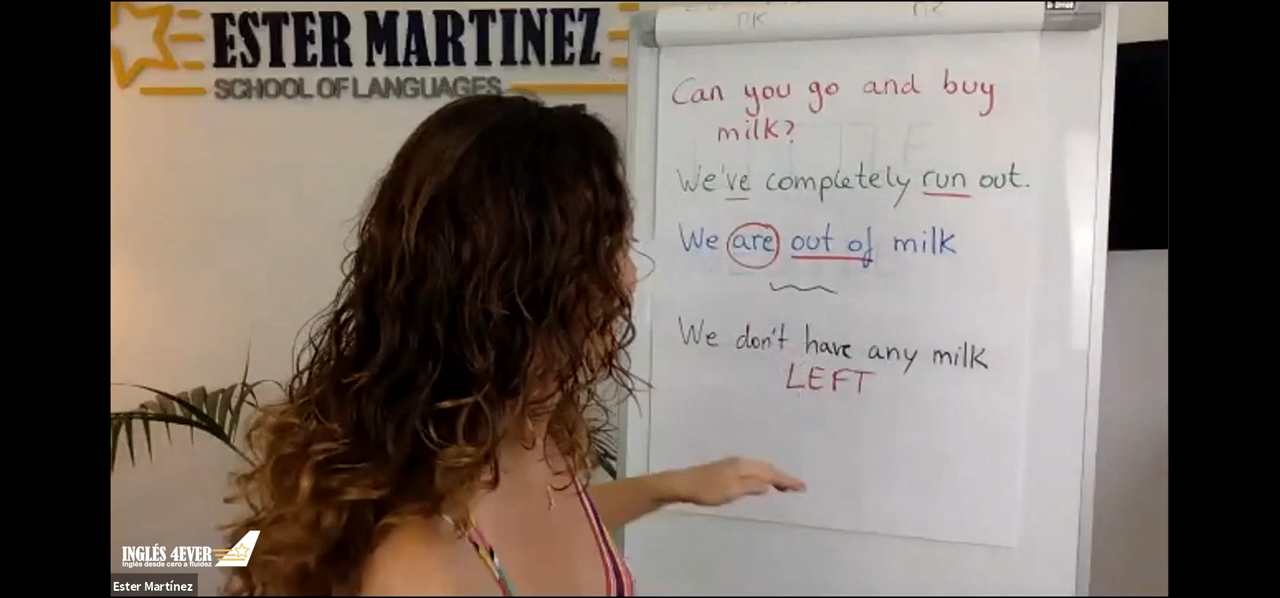 ESTER MARTINEZ
SCHOOL OF LANGUAGES
Can you go and buy
milk?
We've completely run out.
We are out of milk
We don't have any milk
LEFT
INGLÉS 4EVER
Inglés desde cero a fluidez
Ester Martínez